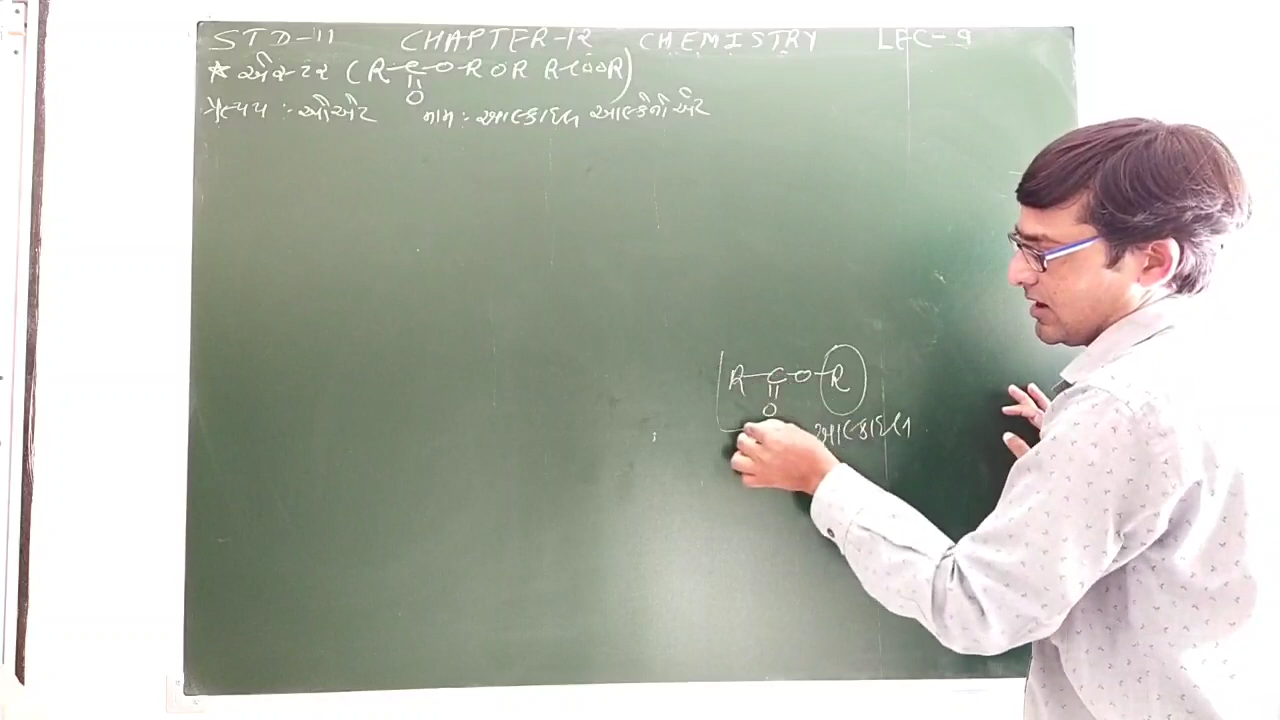 STD-11 CHAPTER-12 CHEMISTRY LEC-9
* એસ્ટર (R-C-O-R OR RCOOR)
O
પ્રત્યય :- ઓએટ નામ :- આલ્કાઇલ આલ્કેનોએટ
R-C-O-R
O
આલ્કાઇલ